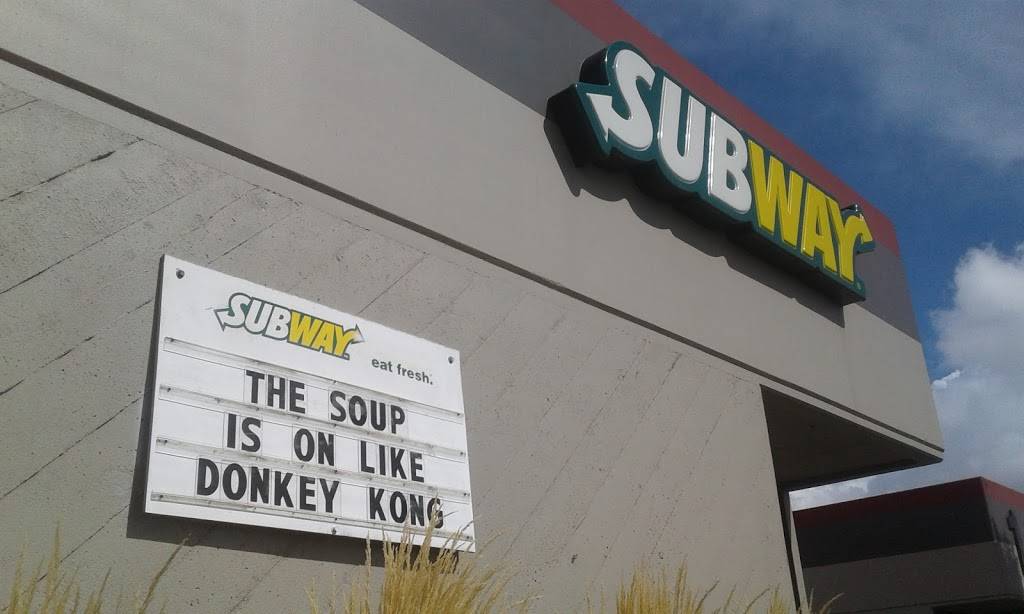 SUBWAY
SUBWAY
eat fresh.
THE SOUP
IS ON LIKE
DONKEY KONG